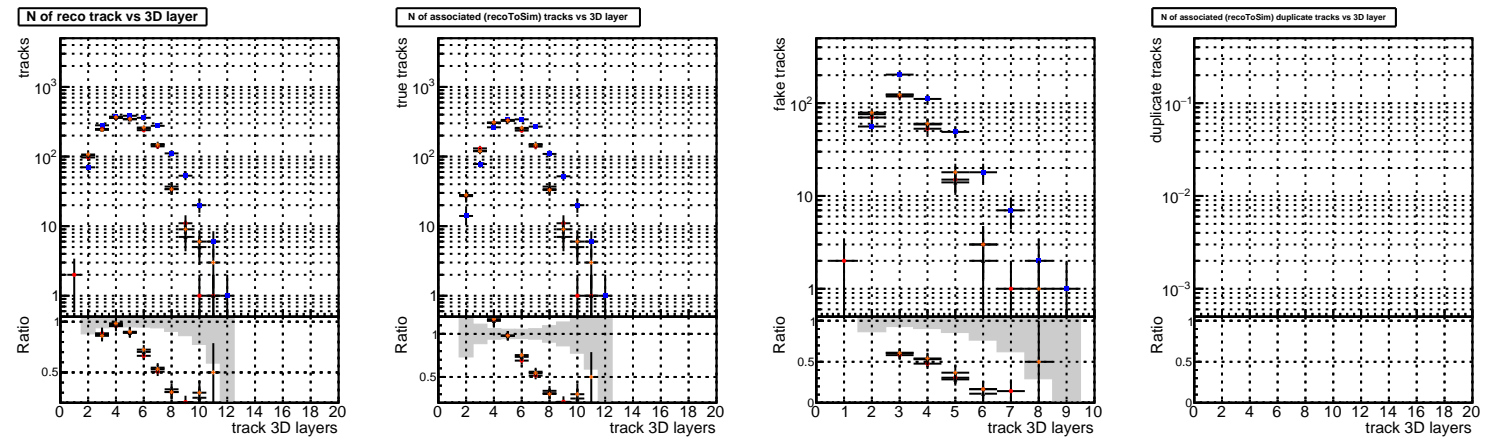 N of reco track vs 3D layer
tracks
10³
10²
10
1
Ratio
1
0.5
0 2 4 6 8 10 12 14 16 18 20
track 3D layers
N of associated (recoToSim) tracks vs 3D layer
true tracks
10³
10²
10
1
Ratio
1
0.5
0 2 4 6 8 10 12 14 16 18 20
track 3D layers
fake tracks
10²
10
1
Ratio
1
0.5
0
0 1 2 3 4 5 6 7 8 9 10
track 3D layers
N of associated (recoToSim) duplicate tracks vs 3D layer
duplicate tracks
10⁻¹
10⁻²
10⁻³
Ratio
1
0.5
0
0 2 4 6 8 10 12 14 16 18 20
track 3D layers